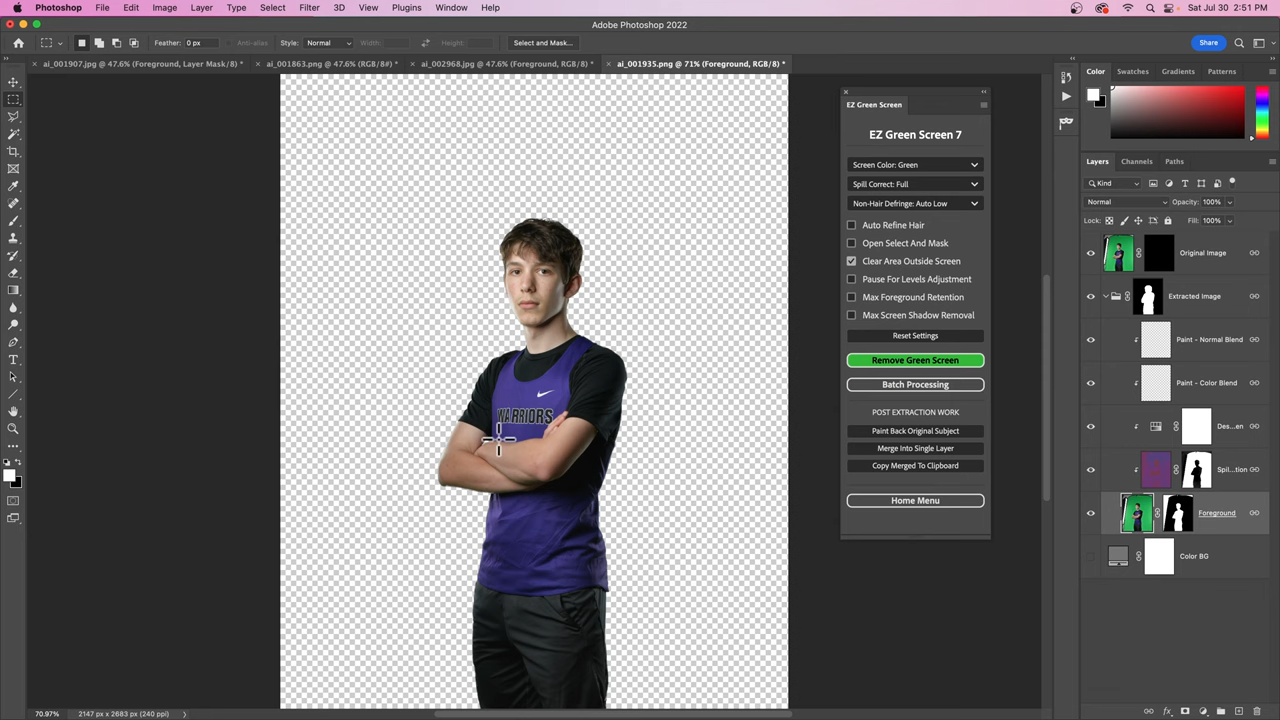 Photoshop File Edit Image Layer Type Select Filter 3D View Plugins Window Help Sat Jul 30 2:51 PM
Adobe Photoshop 2022
Feather: 0 px Anti-alias Style: Normal Width: Height: Select and Mask... Share
ai_001907.jpg @ 47.6% (Foreground, Layer Mask/8) * ai_001863.png @ 47.6% (RGB/8#) * ai_002968.jpg @ 47.6% (Foreground, RGB/8) * ai_001935.png @ 71% (Foreground, RGB/8) *
EZ Green Screen
EZ Green Screen 7
Screen Color: Green
Spill Correct: Full
Non-Hair Defringe: Auto Low
Auto Refine Hair
Open Select And Mask
Clear Area Outside Screen
Pause For Levels Adjustment
Max Foreground Retention
Max Screen Shadow Removal
Reset Settings
Remove Green Screen
Batch Processing
POST EXTRACTION WORK
Paint Back Original Subject
Merge Into Single Layer
Copy Merged To Clipboard
Home Menu
WARRIORS
Color Swatches Gradients Patterns
Layers Channels Paths
Kind
Normal Opacity: 100%
Lock: Fill: 100%
Original Image
Extracted Image
Paint - Normal Blend
Paint - Color Blend
Des...en
Spil...tion
Foreground
Color BG
70.97% 2147 px x 2683 px (240 ppi)